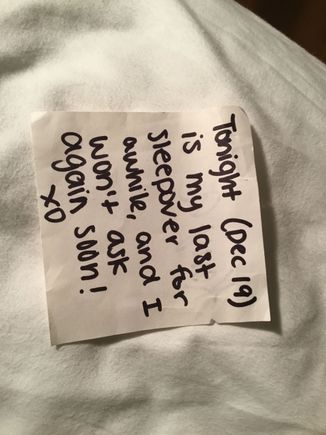 Tonight (Dec 19)
is my last
sleepover for
awhile, and I
won't ask
again soon!
XO